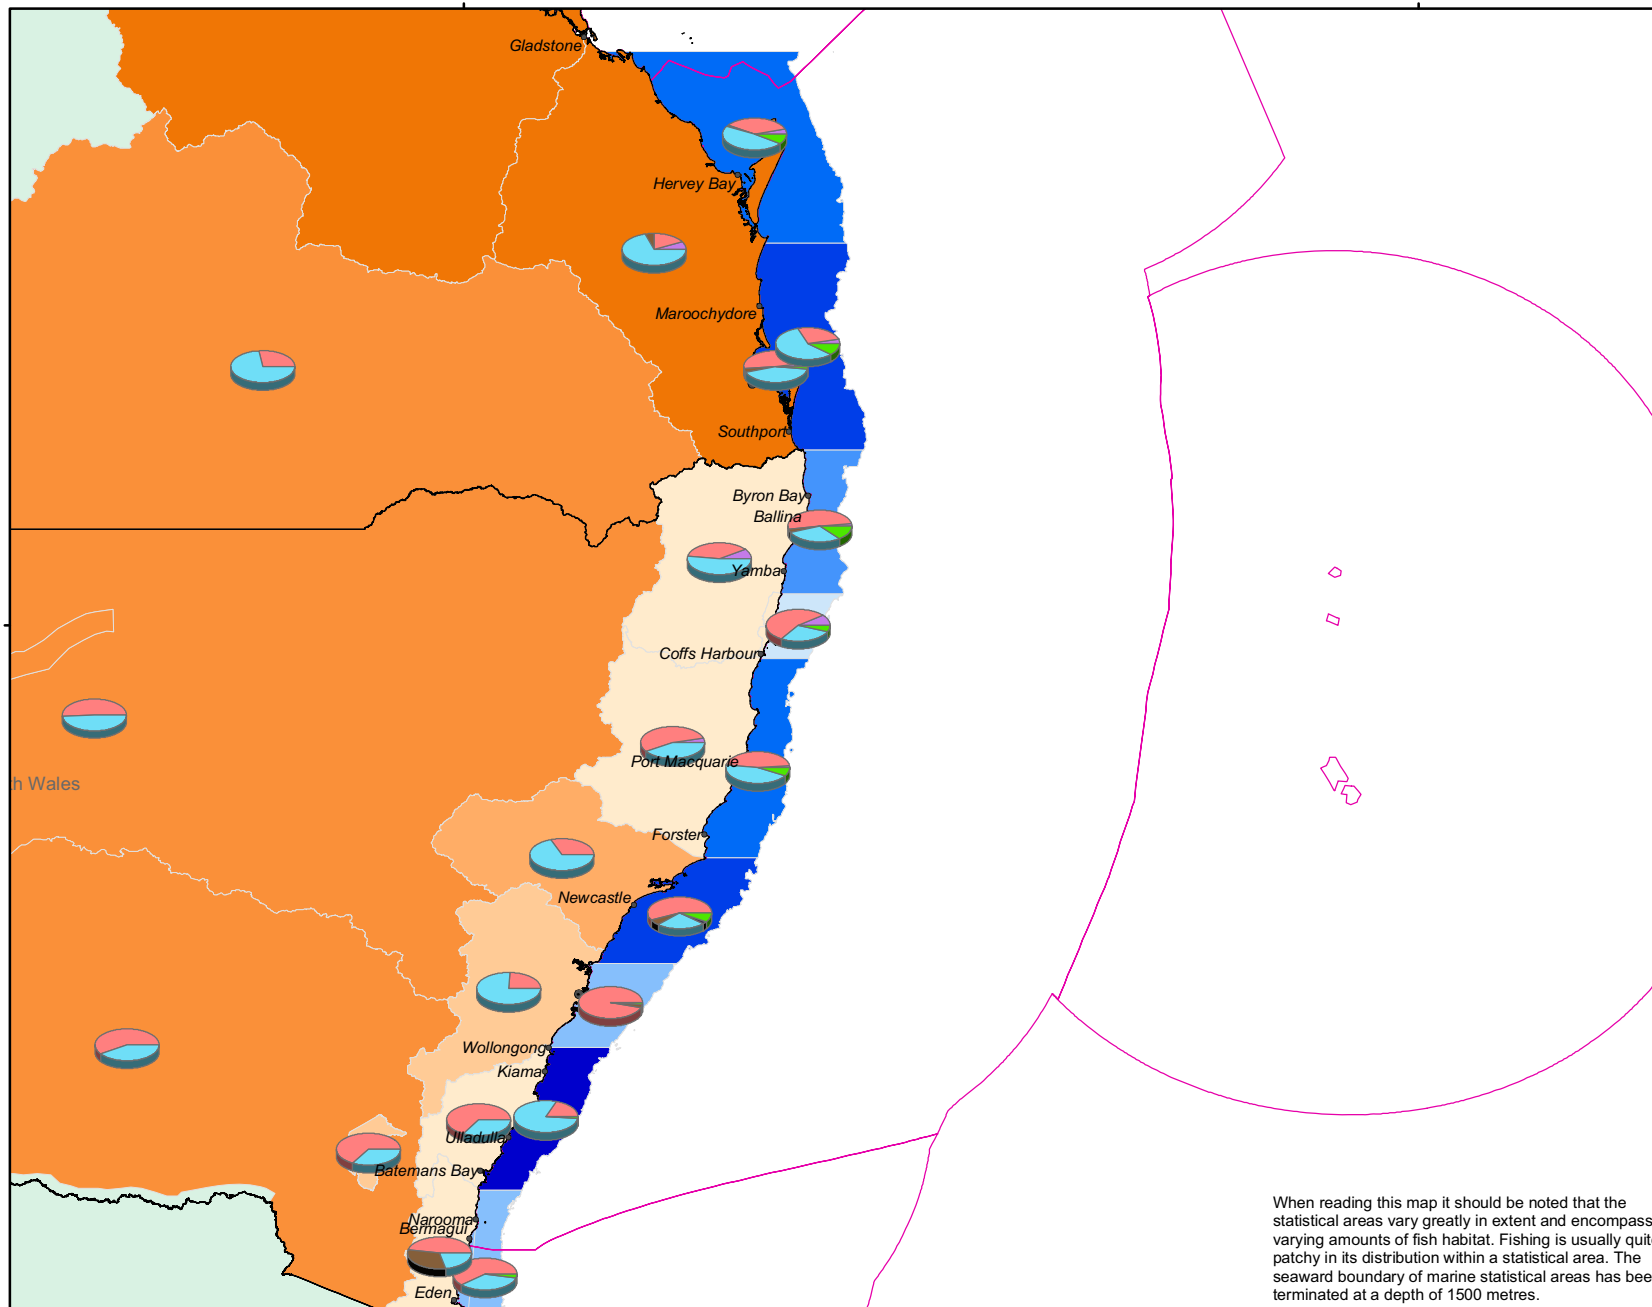 Gladstone
Hervey Bay
Maroochydore
Southport
Byron Bay
Ballina
Yamba
Coffs Harbour
Port Macquarie
h Wales
Forster
Newcastle
Wollongong
Kiama
Ulladulla
Batemans Bay
Narooma
Bermagui
Eden
When reading this map it should be noted that the
statistical areas vary greatly in extent and encompass
varying amounts of fish habitat. Fishing is usually quit
patchy in its distribution within a statistical area. The
seaward boundary of marine statistical areas has bee
terminated at a depth of 1500 metres.